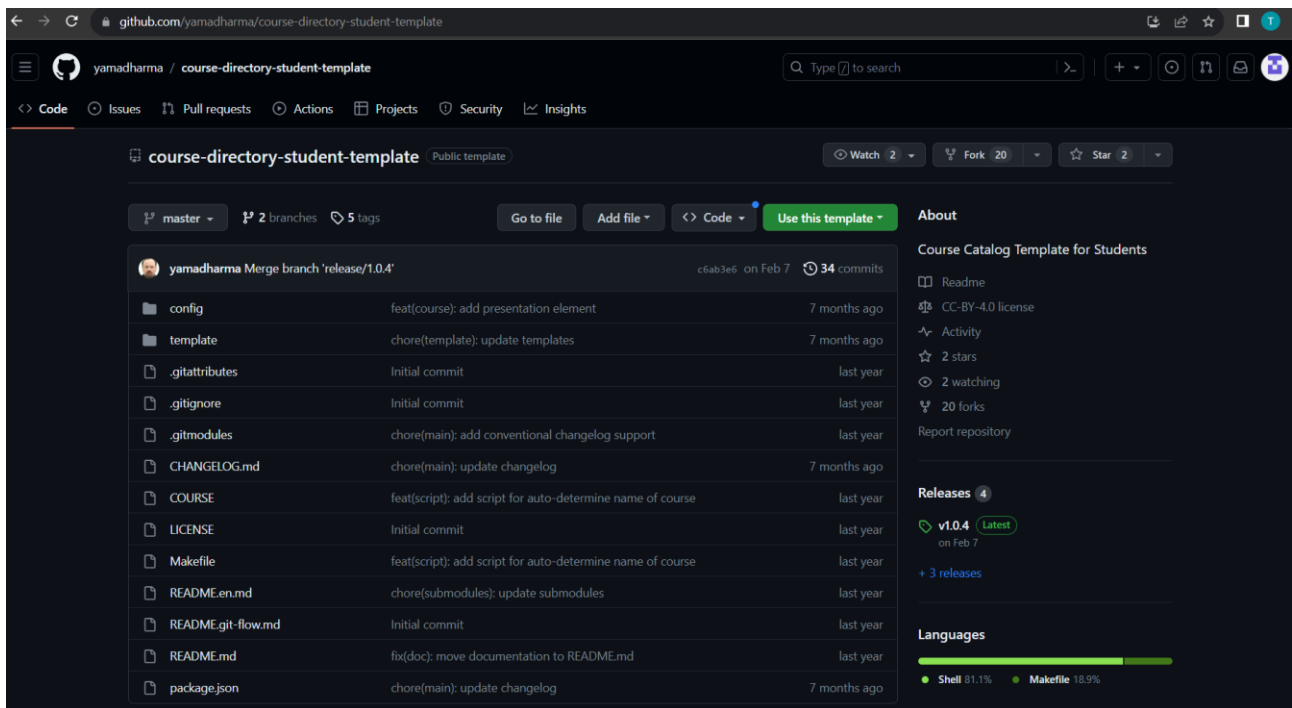 github.com/yamadharma/course-directory-student-template
T
yamadharma / course-directory-student-template
Type / to search
Code Issues Pull requests Actions Projects Security Insights
course-directory-student-template Public template
Watch 2 Fork 20 Star 2
master 2 branches 5 tags Go to file Add file Code Use this template
yamadharma Merge branch 'release/1.0.4' c6ab3e6 on Feb 7 34 commits
config feat(course): add presentation element 7 months ago
template chore(template): update templates 7 months ago
.gitattributes Initial commit last year
.gitignore Initial commit last year
.gitmodules chore(main): add conventional changelog support last year
CHANGELOG.md chore(main): update changelog 7 months ago
COURSE feat(script): add script for auto-determine name of course last year
LICENSE Initial commit last year
Makefile feat(script): add script for auto-determine name of course last year
README.en.md chore(submodules): update submodules last year
README.git-flow.md Initial commit last year
README.md fix(doc): move documentation to README.md last year
package.json chore(main): update changelog 7 months ago
About
Course Catalog Template for Students
Readme
CC-BY-4.0 license
Activity
2 stars
2 watching
20 forks
Report repository
Releases 4
v1.0.4 Latest
on Feb 7
+ 3 releases
Languages
Shell 81.1% Makefile 18.9%